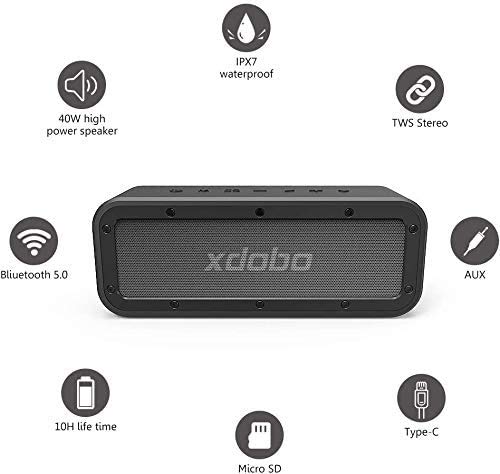 IPX7
waterproof
40W high
power speaker
TWS Stereo
xdobo
Bluetooth 5.0
AUX
10H life time
Type-C
Micro SD